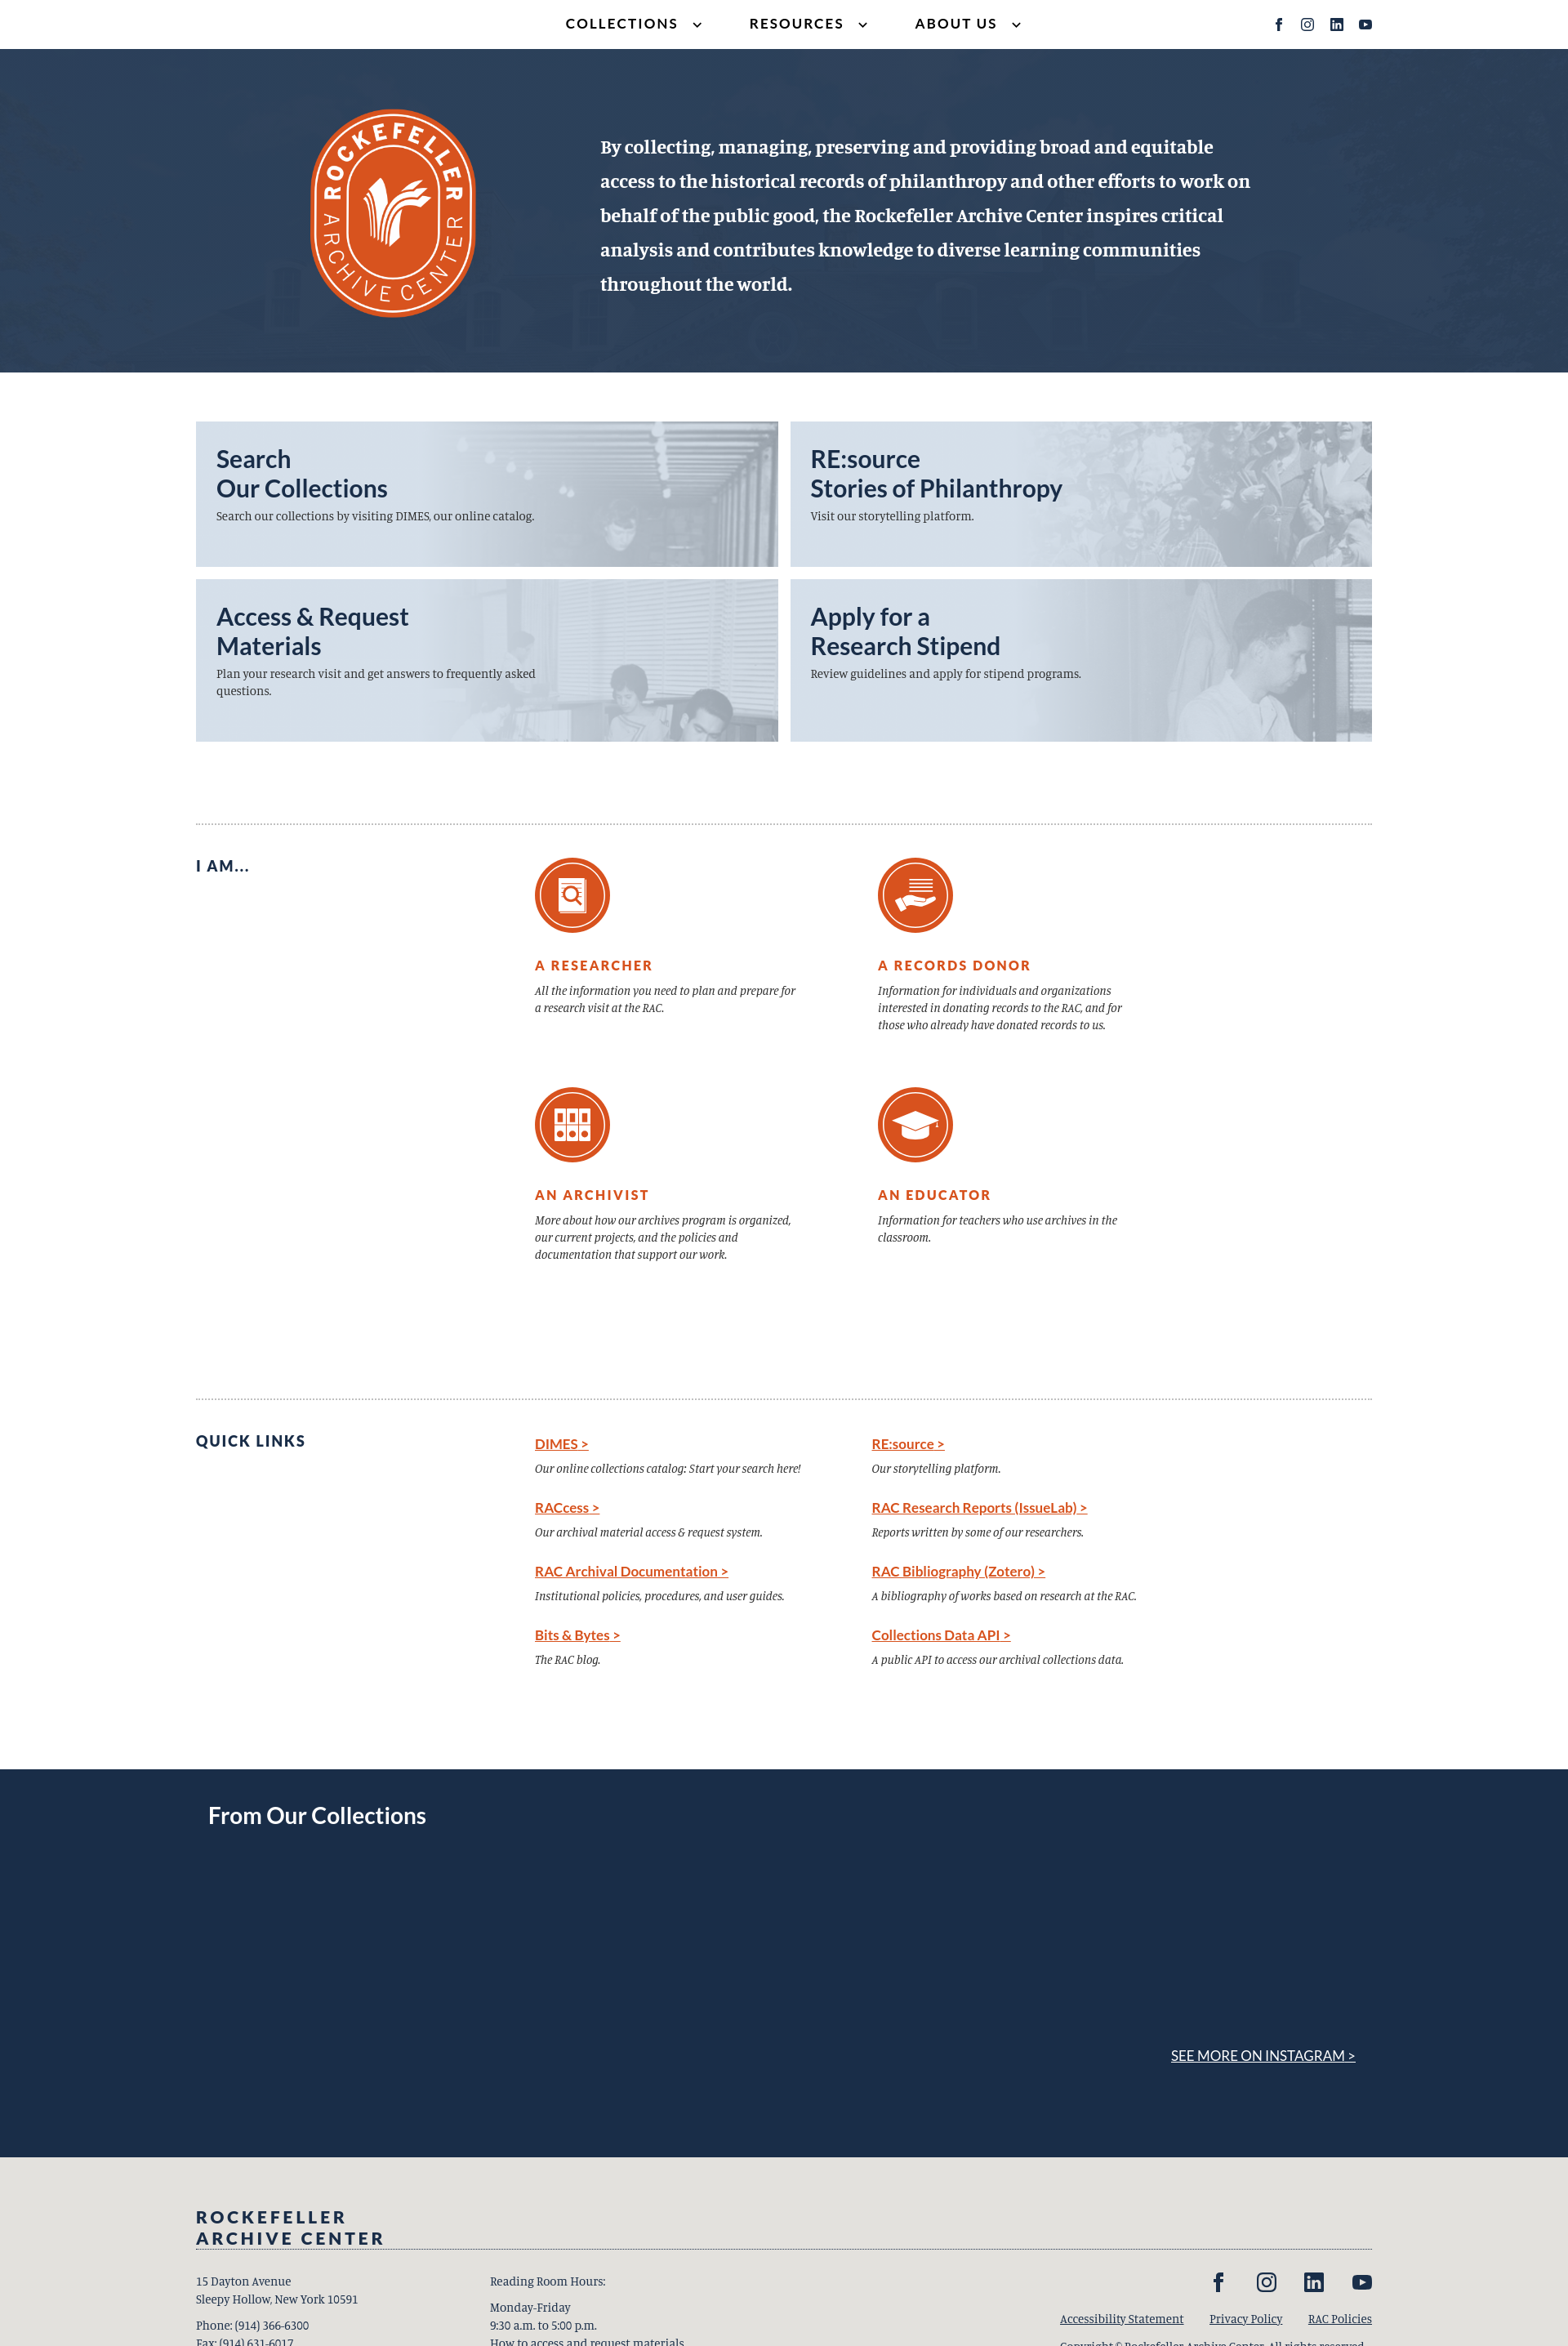 COLLECTIONS
RESOURCES
ABOUT US
ROCKEFELLER
ARCHIVE CENTER
By collecting, managing, preserving and providing broad and equitable
access to the historical records of philanthropy and other efforts to work on
behalf of the public good, the Rockefeller Archive Center inspires critical
analysis and contributes knowledge to diverse learning communities
throughout the world.
Search
Our Collections
Search our collections by visiting DIMES, our online catalog.
RE:source
Stories of Philanthropy
Visit our storytelling platform.
Access & Request
Materials
Plan your research visit and get answers to frequently asked
questions.
Apply for a
Research Stipend
Review guidelines and apply for stipend programs.
I AM...
A RESEARCHER
All the information you need to plan and prepare for
a research visit at the RAC.
A RECORDS DONOR
Information for individuals and organizations
interested in donating records to the RAC, and for
those who already have donated records to us.
AN ARCHIVIST
More about how our archives program is organized,
our current projects, and the policies and
documentation that support our work.
AN EDUCATOR
Information for teachers who use archives in the
classroom.
QUICK LINKS
DIMES >
Our online collections catalog: Start your search here!
RACcess >
Our archival material access & request system.
RAC Archival Documentation >
Institutional policies, procedures, and user guides.
Bits & Bytes >
The RAC blog.
RE:source >
Our storytelling platform.
RAC Research Reports (IssueLab) >
Reports written by some of our researchers.
RAC Bibliography (Zotero) >
A bibliography of works based on research at the RAC.
Collections Data API >
A public API to access our archival collections data.
From Our Collections
SEE MORE ON INSTAGRAM >
ROCKEFELLER
ARCHIVE CENTER
15 Dayton Avenue
Sleepy Hollow, New York 10591
Phone: (914) 366-6300
Fax: (914) 631-6017
Reading Room Hours:
Monday-Friday
9:30 a.m. to 5:00 p.m.
How to access and request materials
Accessibility Statement
Privacy Policy
RAC Policies
Copyright © Rockefeller Archive Center. All rights reserved.